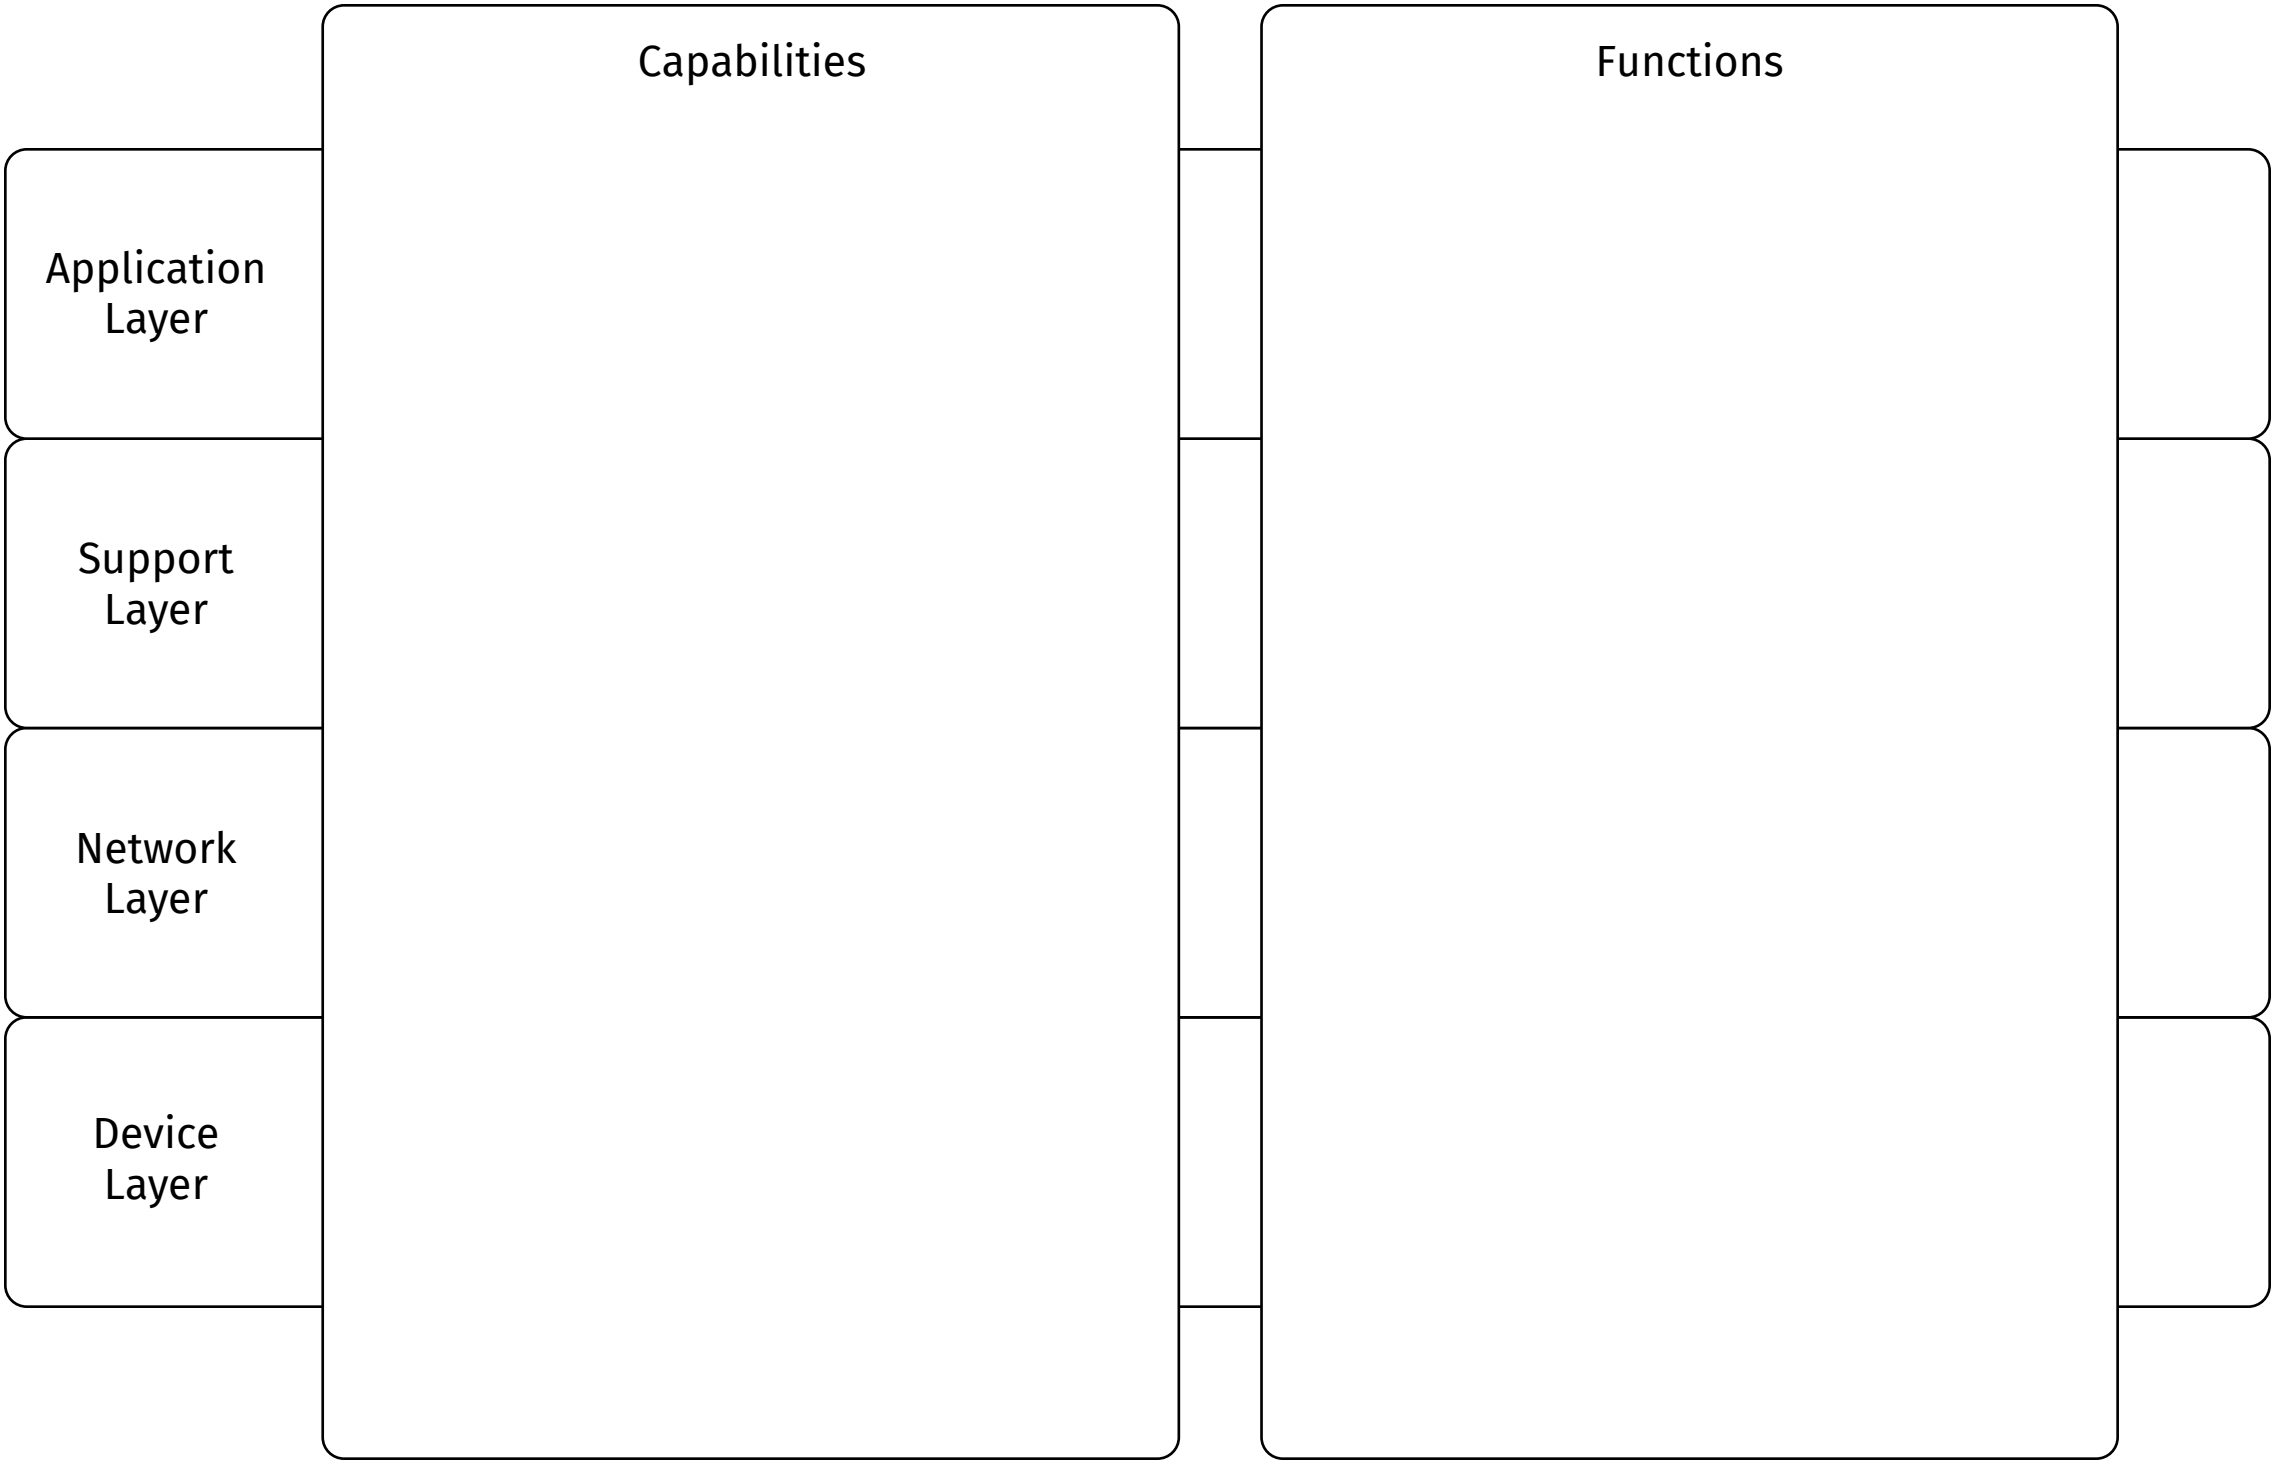 Capabilities
Functions
Application
Layer
Support
Layer
Network
Layer
Device
Layer